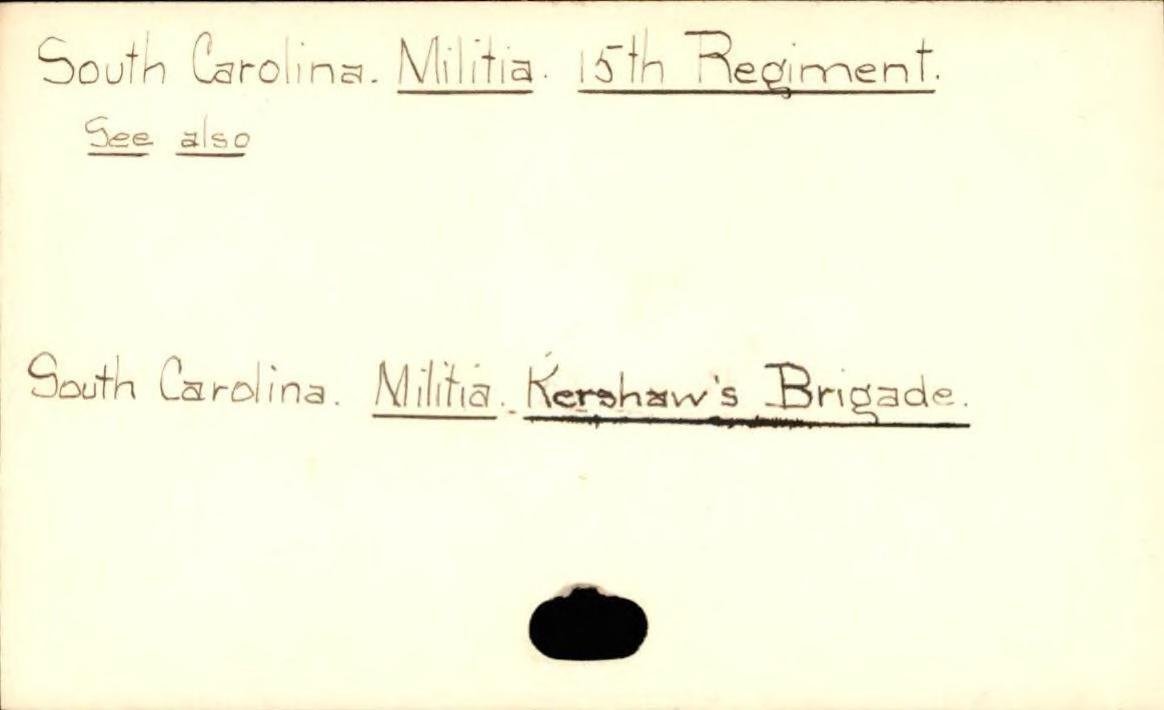 South Carolina. Militia. 15th Regiment.
See also
South Carolina. Militia. Kershaw's Brigade.